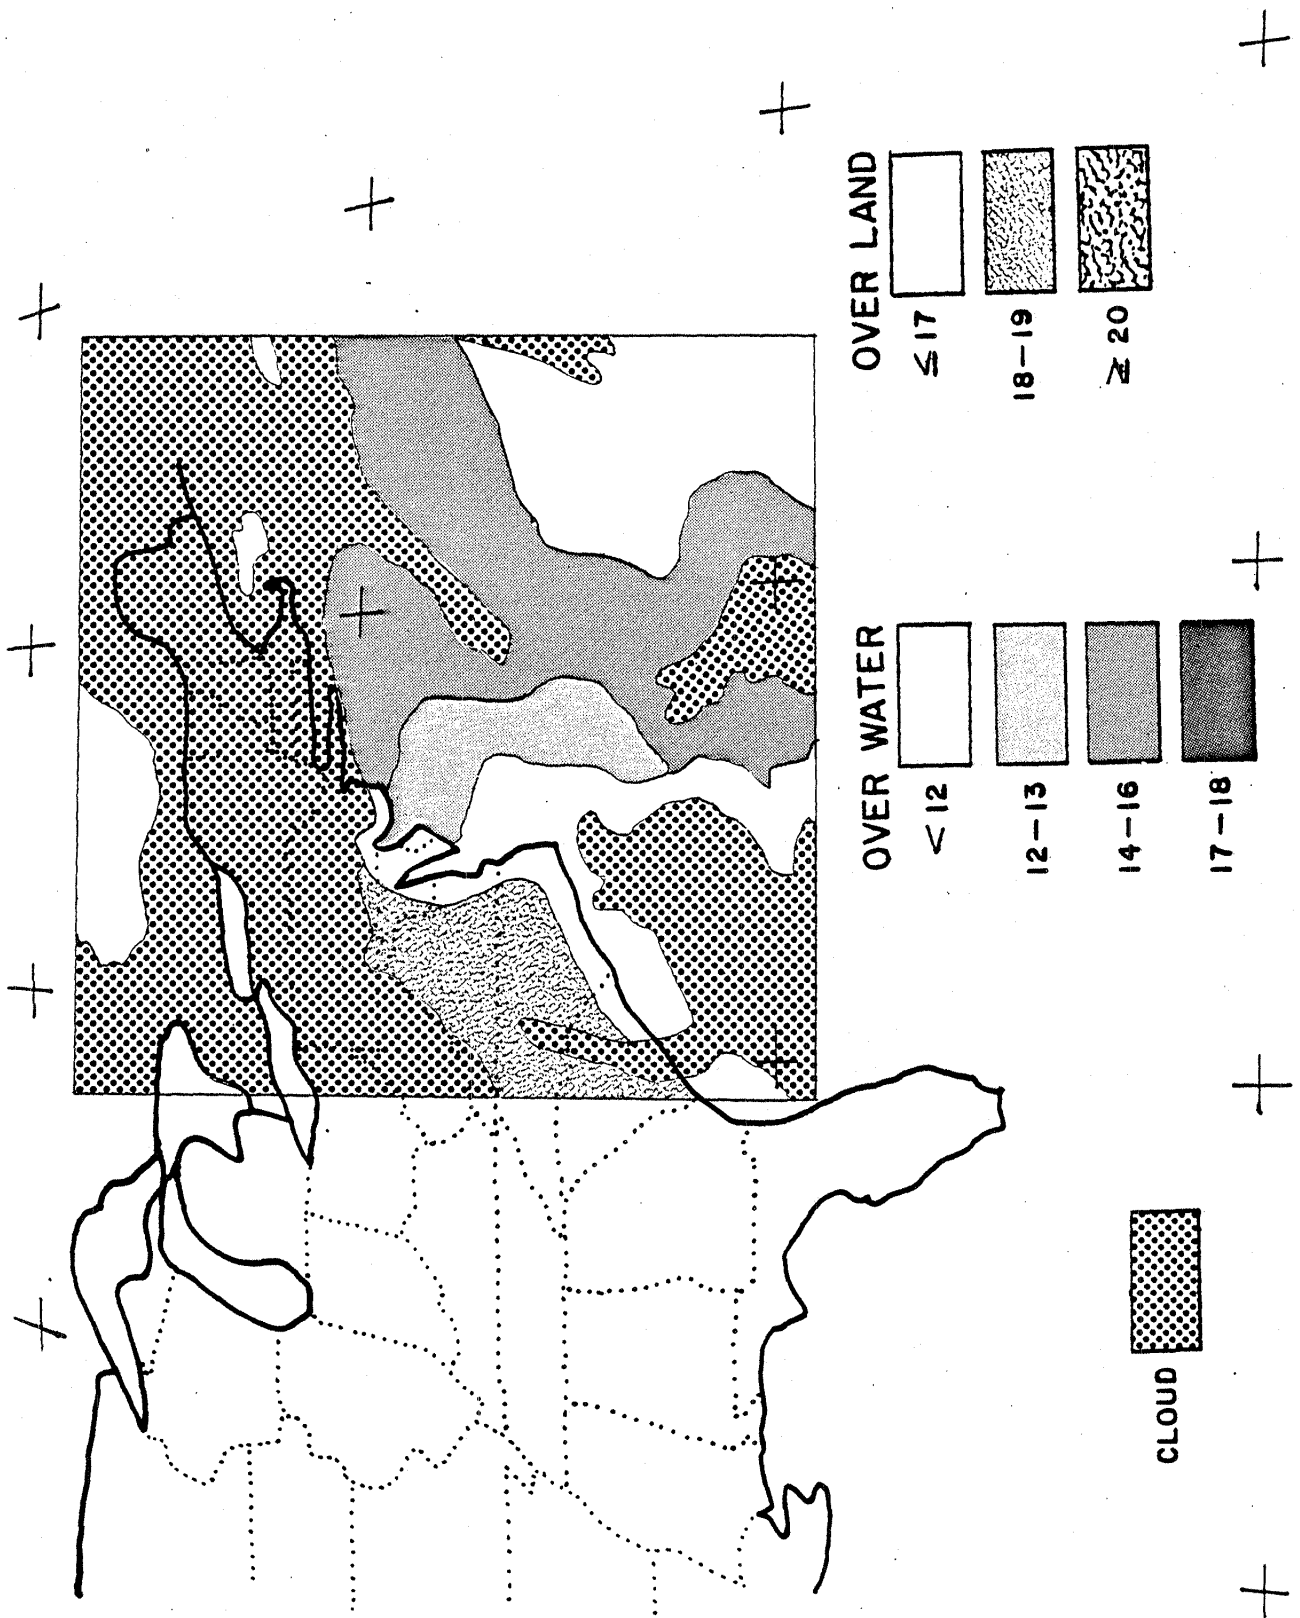 OVER LAND
≦17
18-19
≧20
OVER WATER
<12
12-13
14-16
17-18
CLOUD